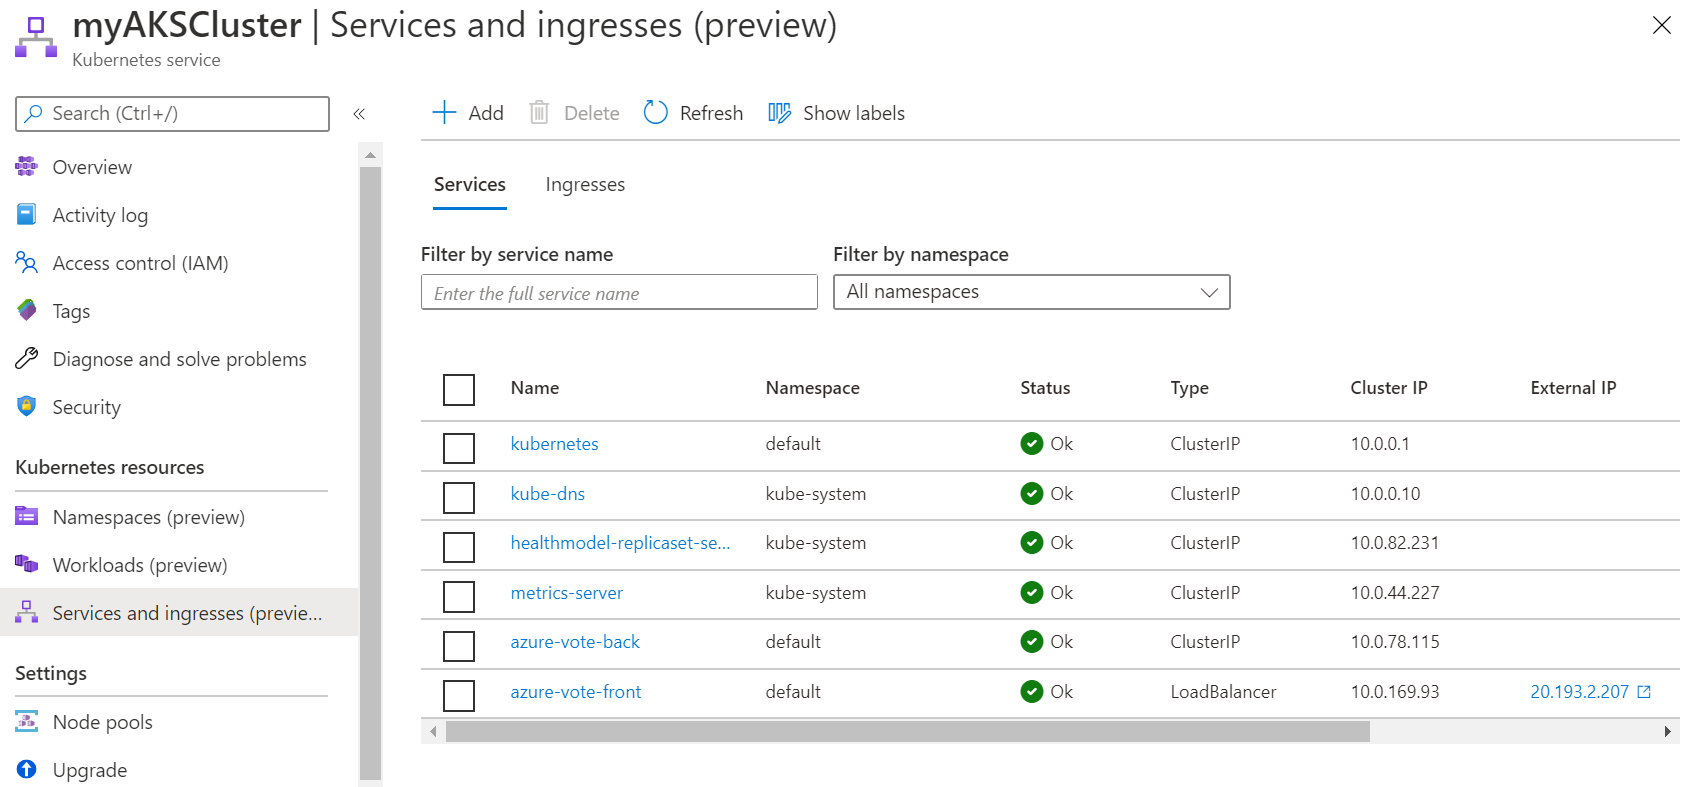 myAKSCluster | Services and ingresses (preview)
Kubernetes service
Search (Ctrl+/)
«
Overview
Activity log
Access control (IAM)
Tags
Diagnose and solve problems
Security
Kubernetes resources
Namespaces (preview)
Workloads (preview)
Services and ingresses (previe...
Settings
Node pools
Upgrade
Add Delete Refresh Show labels
Services Ingresses
Filter by service name Filter by namespace
Enter the full service name All namespaces
Name Namespace Status Type Cluster IP External IP
kubernetes default Ok ClusterIP 10.0.0.1
kube-dns kube-system Ok ClusterIP 10.0.0.10
healthmodel-replicaset-se... kube-system Ok ClusterIP 10.0.82.231
metrics-server kube-system Ok ClusterIP 10.0.44.227
azure-vote-back default Ok ClusterIP 10.0.78.115
azure-vote-front default Ok LoadBalancer 10.0.169.93 20.193.2.207